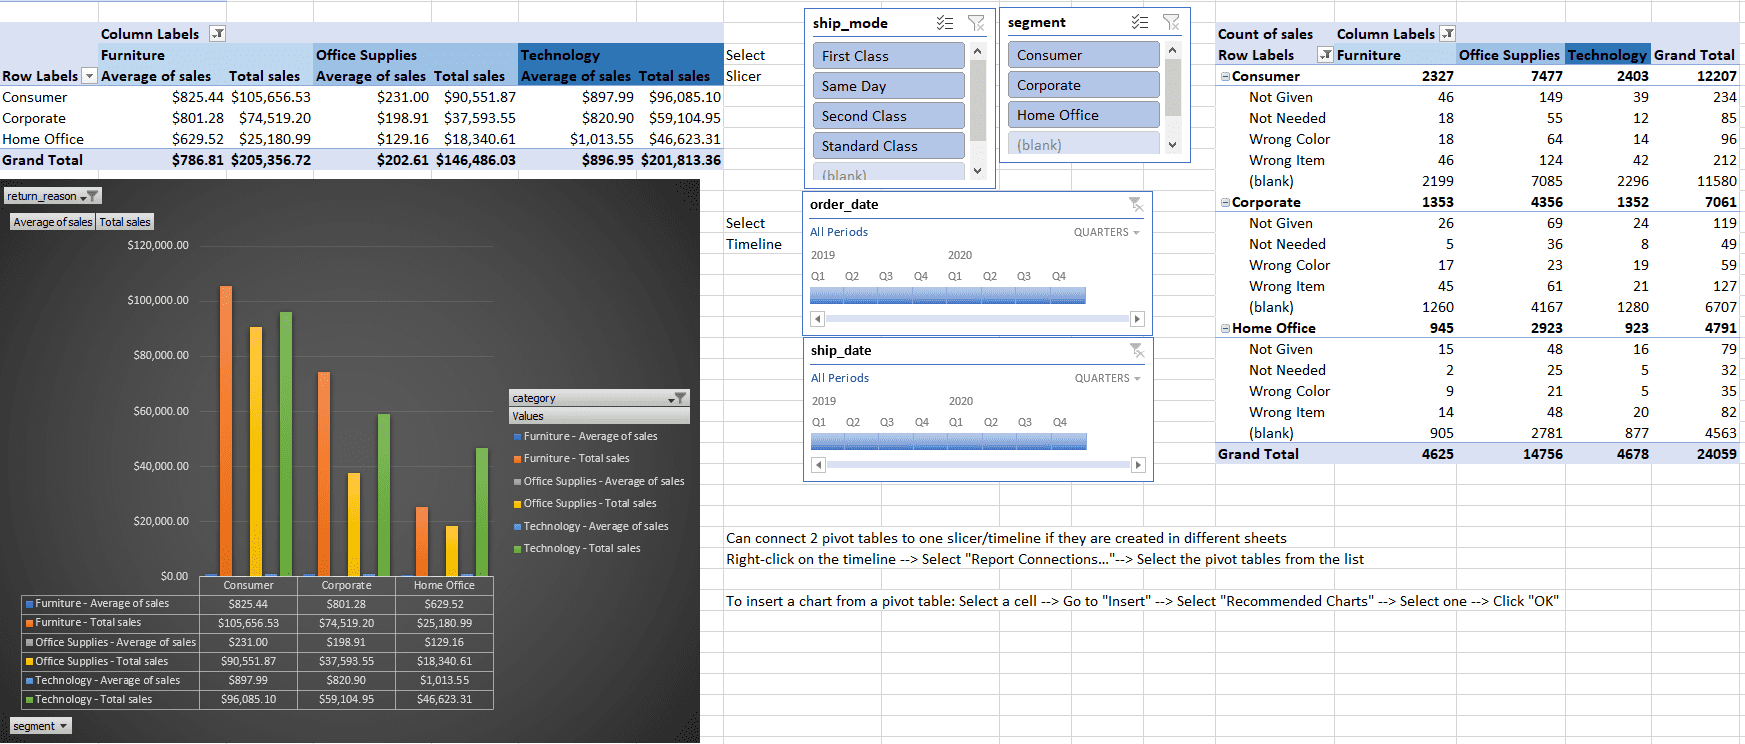 Column Labels
Furniture Office Supplies Technology
Row Labels Average of sales Total sales Average of sales Total sales Average of sales Total sales
Consumer $825.44 $105,656.53 $231.00 $90,551.87 $897.99 $96,085.10
Corporate $801.28 $74,519.20 $198.91 $37,593.55 $820.90 $59,104.95
Home Office $629.52 $25,180.99 $129.16 $18,340.61 $1,013.55 $46,623.31
Grand Total $786.81 $205,356.72 $202.61 $146,486.03 $896.95 $201,813.36
return_reason
Average of sales Total sales
$120,000.00
$100,000.00
$80,000.00
$60,000.00
$40,000.00
$20,000.00
$0.00
category
Values
Furniture - Average of sales
Furniture - Total sales
Office Supplies - Average of sales
Office Supplies - Total sales
Technology - Average of sales
Technology - Total sales
Consumer Corporate Home Office
Furniture - Average of sales $825.44 $801.28 $629.52
Furniture - Total sales $105,656.53 $74,519.20 $25,180.99
Office Supplies - Average of sales $231.00 $198.91 $129.16
Office Supplies - Total sales $90,551.87 $37,593.55 $18,340.61
Technology - Average of sales $897.99 $820.90 $1,013.55
Technology - Total sales $96,085.10 $59,104.95 $46,623.31
segment
Select
Slicer
ship_mode
First Class
Same Day
Second Class
Standard Class
(blank)
segment
Consumer
Corporate
Home Office
(blank)
Select
Timeline
order_date
All Periods QUARTERS
2019 2020
Q1 Q2 Q3 Q4 Q1 Q2 Q3 Q4
ship_date
All Periods QUARTERS
2019 2020
Q1 Q2 Q3 Q4 Q1 Q2 Q3 Q4
Count of sales Column Labels
Row Labels Furniture Office Supplies Technology Grand Total
Consumer 2327 7477 2403 12207
Not Given 46 149 39 234
Not Needed 18 55 12 85
Wrong Color 18 64 14 96
Wrong Item 46 124 42 212
(blank) 2199 7085 2296 11580
Corporate 1353 4356 1352 7061
Not Given 26 69 24 119
Not Needed 5 36 8 49
Wrong Color 17 23 19 59
Wrong Item 45 61 21 127
(blank) 1260 4167 1280 6707
Home Office 945 2923 923 4791
Not Given 15 48 16 79
Not Needed 2 25 5 32
Wrong Color 9 21 5 35
Wrong Item 14 48 20 82
(blank) 905 2781 877 4563
Grand Total 4625 14756 4678 24059
Can connect 2 pivot tables to one slicer/timeline if they are created in different sheets
Right-click on the timeline --> Select "Report Connections..."--> Select the pivot tables from the list
To insert a chart from a pivot table: Select a cell --> Go to "Insert" --> Select "Recommended Charts" --> Select one --> Click "OK"